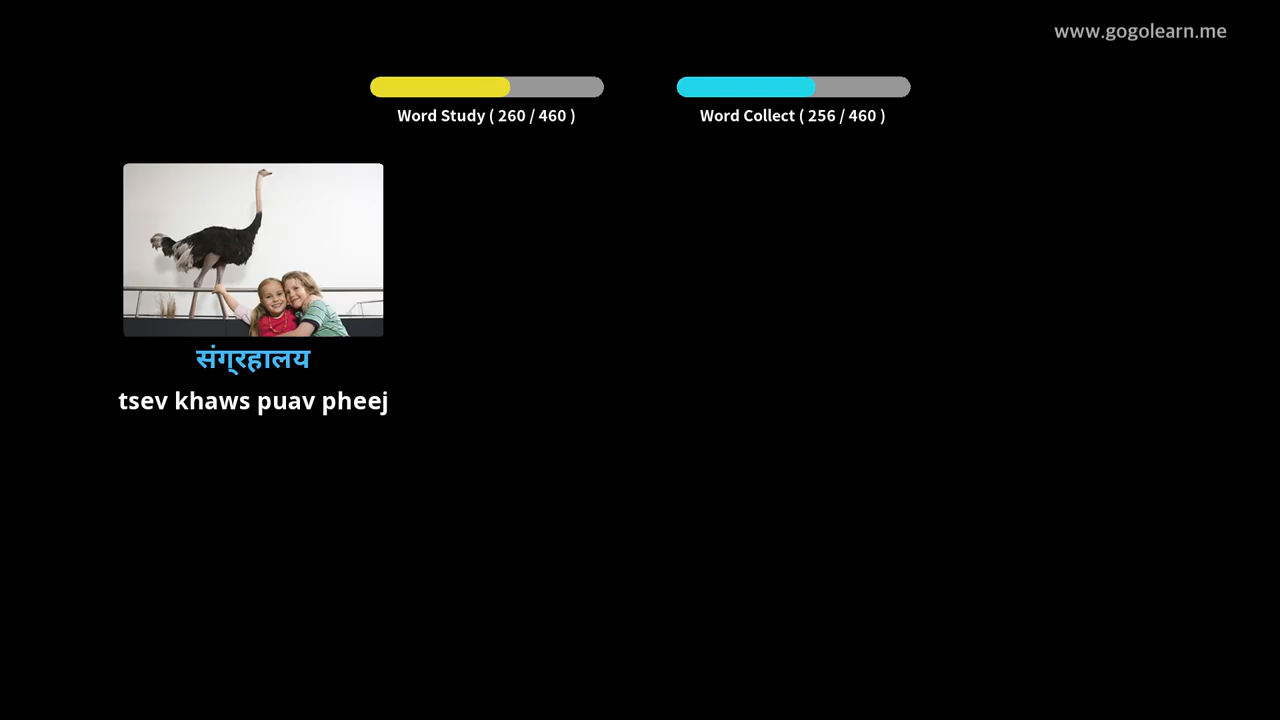 www.gogolearn.me
Word Study ( 260 / 460 )
Word Collect ( 256 / 460 )
संग्रहालय
tsev khaws puav pheej